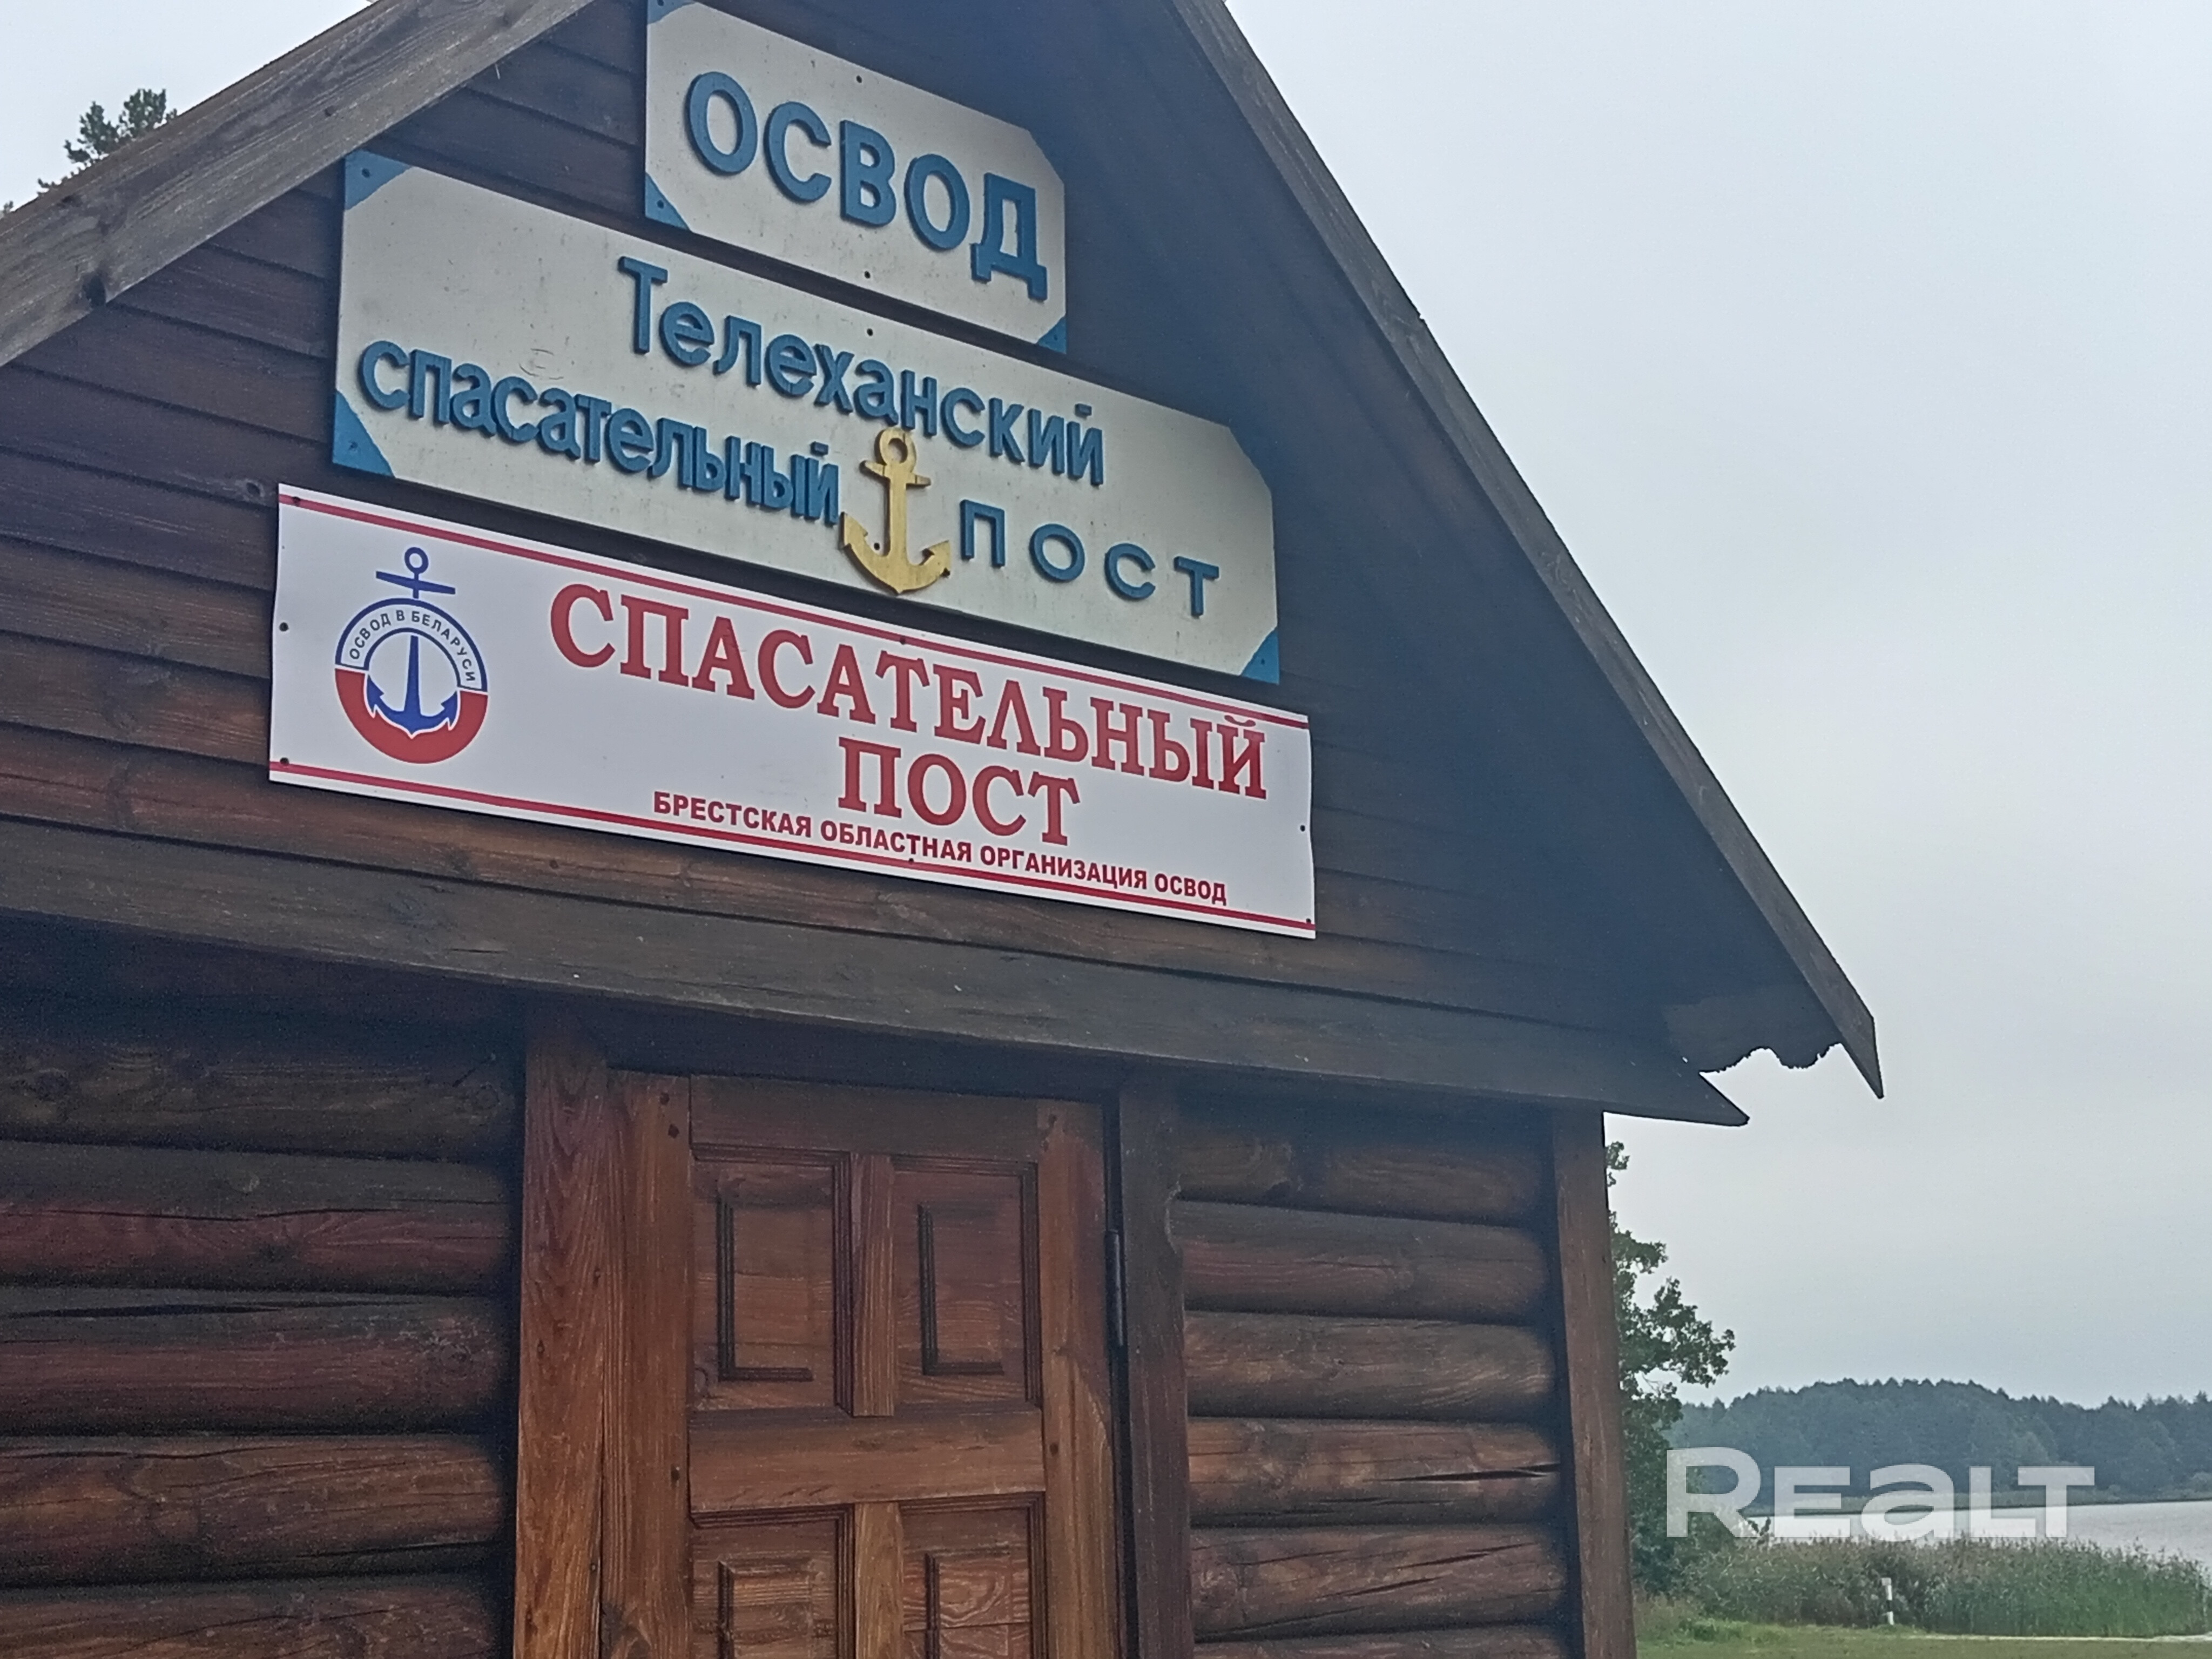 ОСВОД
Телеханский
спасательный пост
ОСВОД В БЕЛАРУСИ
СПАСАТЕЛЬНЫЙ
ПОСТ
БРЕСТСКАЯ ОБЛАСТНАЯ ОРГАНИЗАЦИЯ ОСВОД
REALT